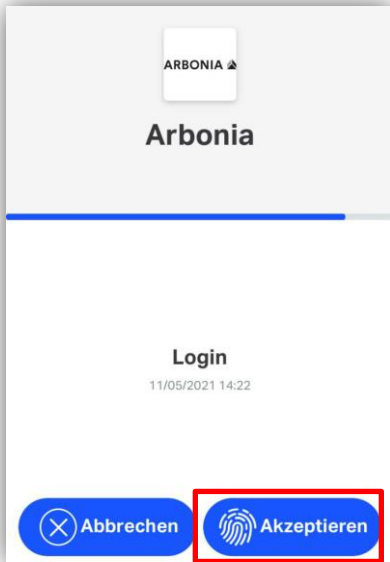 ARBONIA
Arbonia
Login
11/05/2021 14:22
Abbrechen
Akzeptieren